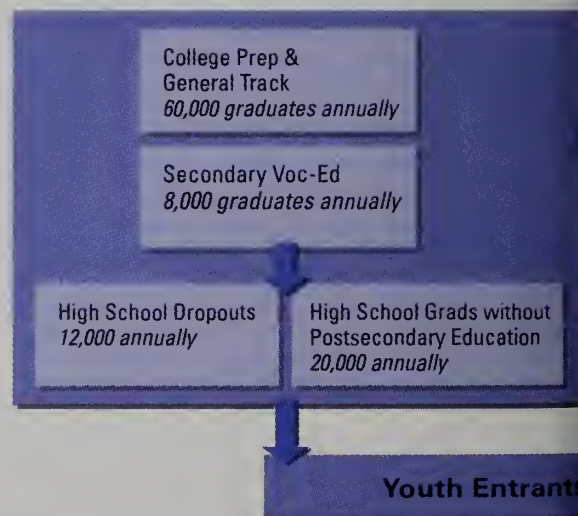 College Prep &
General Track
60,000 graduates annually
Secondary Voc-Ed
8,000 graduates annually
High School Dropouts
12,000 annually
High School Grads without
Postsecondary Education
20,000 annually
Youth Entrants